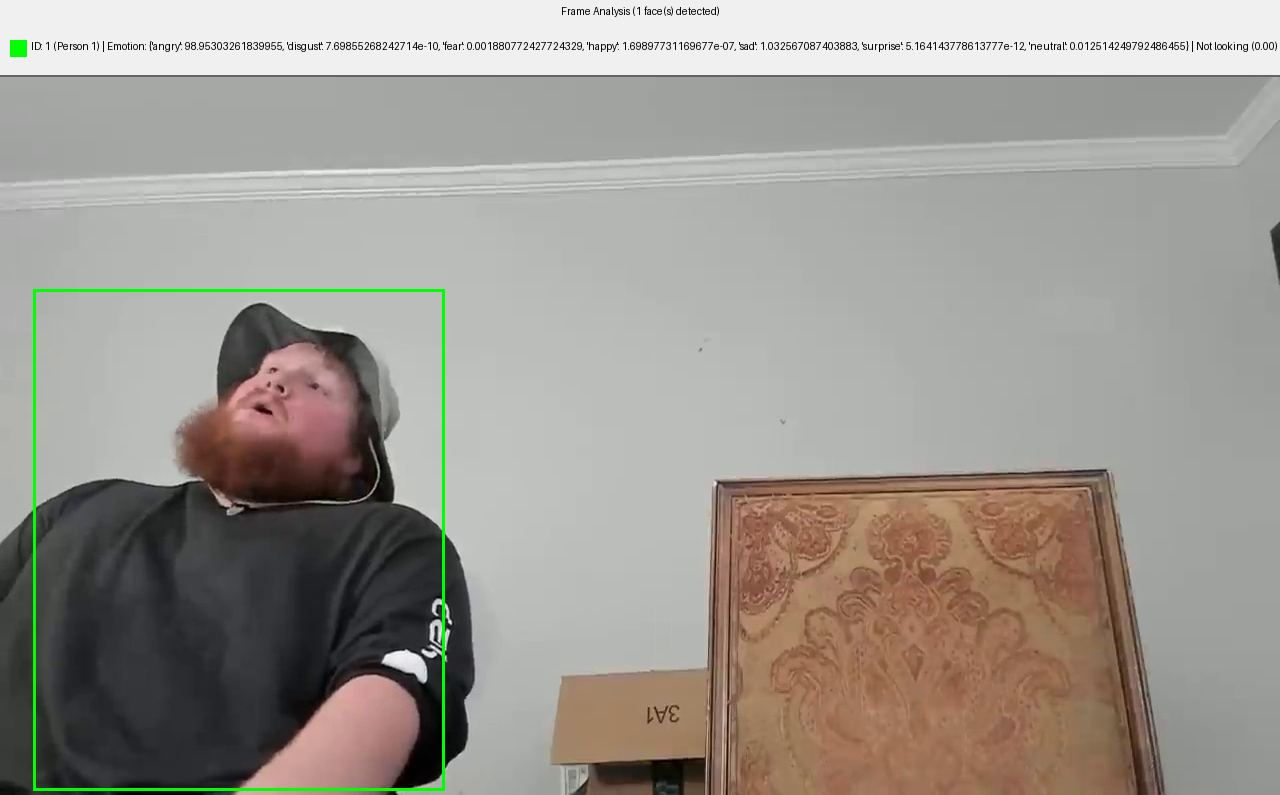 Frame Analysis (1 face(s) detected)
ID: 1 (Person 1) | Emotion: {'angry': 98.95303261839955, 'disgust': 7.69855268242714e-10, 'fear': 0.001880772427724329, 'happy': 1.69897731169677e-07, 'sad': 1.032567087403883, 'surprise': 5.164143778613777e-12, 'neutral': 0.012514249792486455} | Not looking (0.00)
3A1